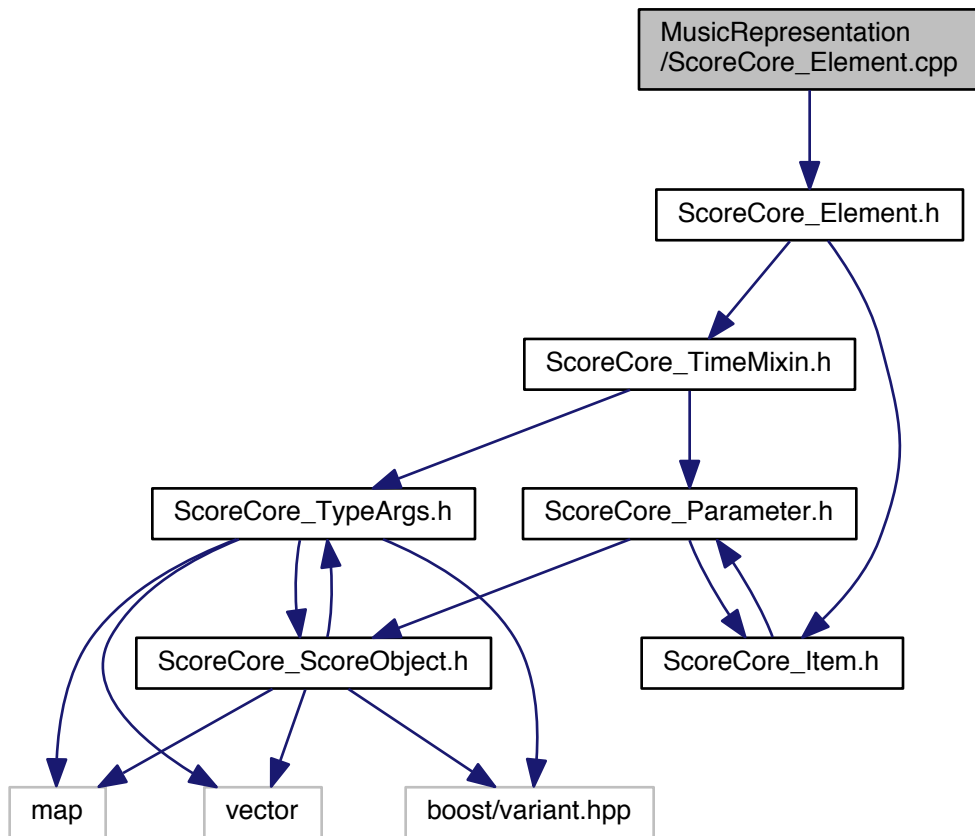 MusicRepresentation
/ScoreCore_Element.cpp
ScoreCore_Element.h
ScoreCore_TimeMixin.h
ScoreCore_TypeArgs.h
ScoreCore_Parameter.h
ScoreCore_ScoreObject.h
ScoreCore_Item.h
map
vector
boost/variant.hpp